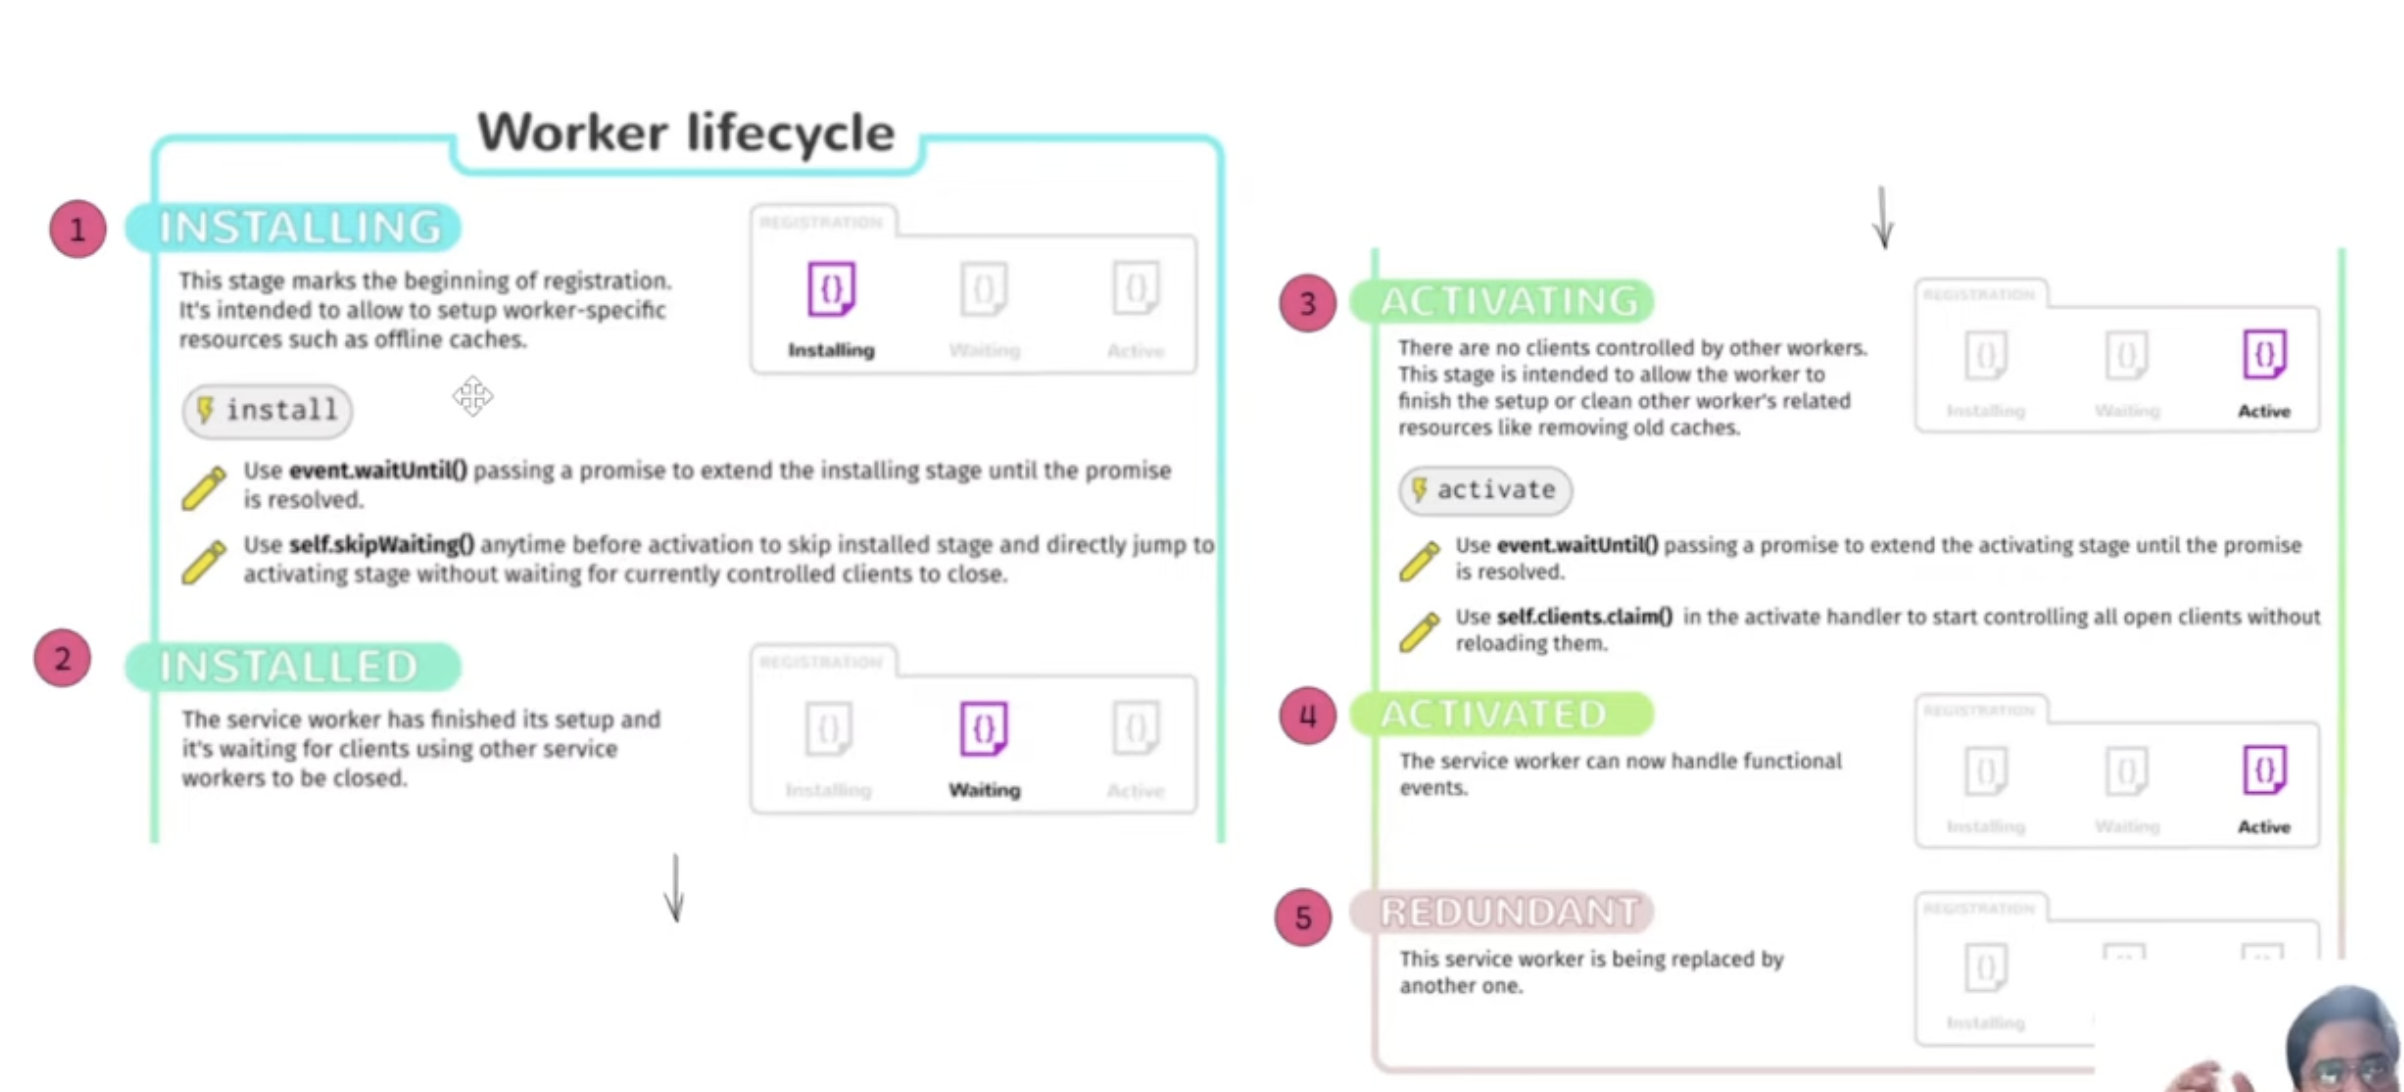 Worker lifecycle
1
INSTALLING
This stage marks the beginning of registration.
It's intended to allow to setup worker-specific
resources such as offline caches.
REGISTRATION
{} {} {}
Installing Waiting Active
install
Use event.waitUntil() passing a promise to extend the installing stage until the promise
is resolved.
Use self.skipWaiting() anytime before activation to skip installed stage and directly jump to
activating stage without waiting for currently controlled clients to close.
2
INSTALLED
The service worker has finished its setup and
it's waiting for clients using other service
workers to be closed.
REGISTRATION
{} {} {}
Installing Waiting Active
3
ACTIVATING
There are no clients controlled by other workers.
This stage is intended to allow the worker to
finish the setup or clean other worker's related
resources like removing old caches.
REGISTRATION
{} {} {}
Installing Waiting Active
activate
Use event.waitUntil() passing a promise to extend the activating stage until the promise
is resolved.
Use self.clients.claim() in the activate handler to start controlling all open clients without
reloading them.
4
ACTIVATED
The service worker can now handle functional
events.
REGISTRATION
{} {} {}
Installing Waiting Active
5
REDUNDANT
This service worker is being replaced by
another one.
REGISTRATION
{}
Installing